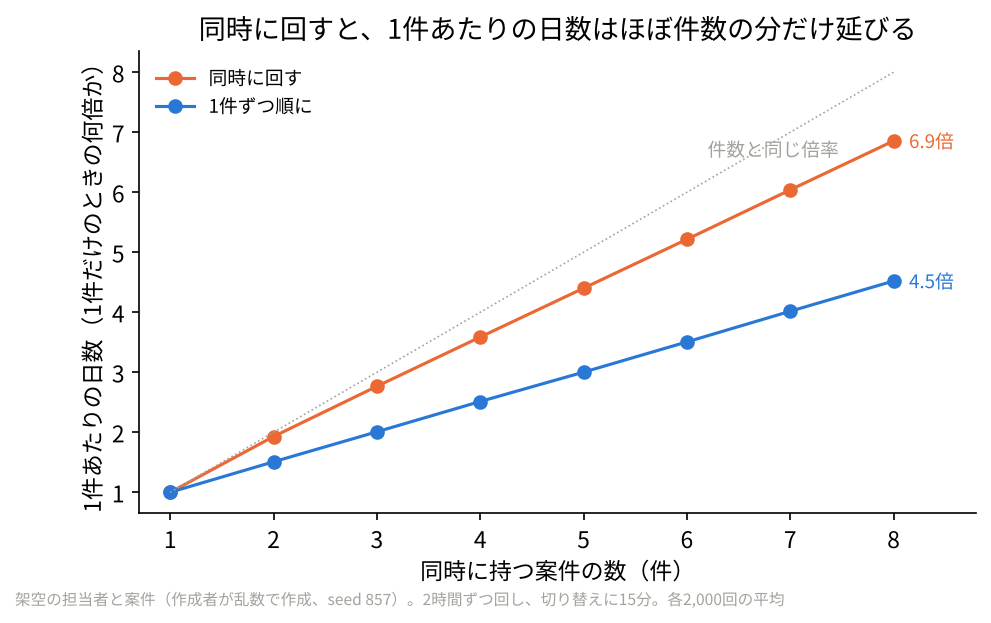 同時に回すと、1件あたりの日数はほぼ件数の分だけ延びる
1件あたりの日数（1件だけのときの何倍か）
8
7
6
5
4
3
2
1
同時に回す
1件ずつ順に
件数と同じ倍率
6.9倍
4.5倍
1 2 3 4 5 6 7 8
同時に持つ案件の数（件）
架空の担当者と案件（作成者が乱数で作成、seed 857）。2時間ずつ回し、切り替えに15分。各2,000回の平均